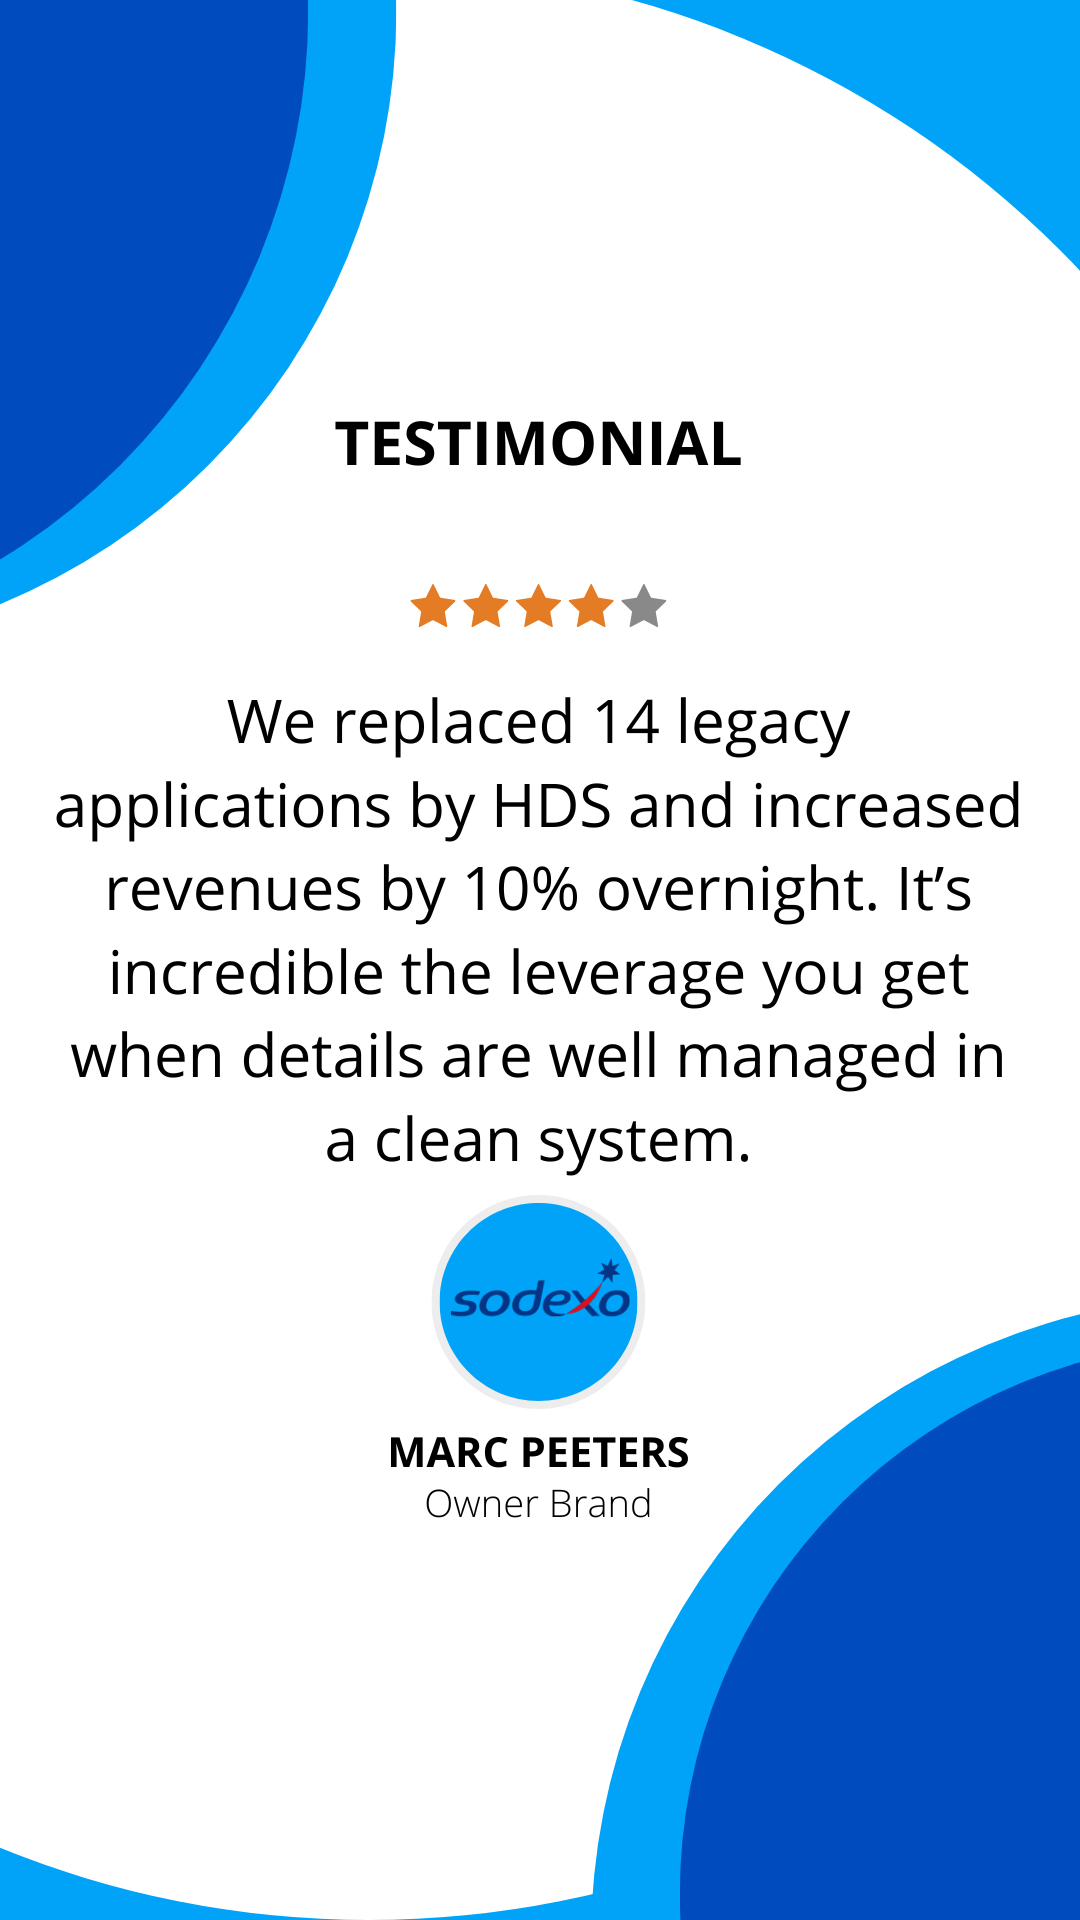 TESTIMONIAL
We replaced 14 legacy
applications by HDS and increased
revenues by 10% overnight. It’s
incredible the leverage you get
when details are well managed in
a clean system.
sodexo
MARC PEETERS
Owner Brand